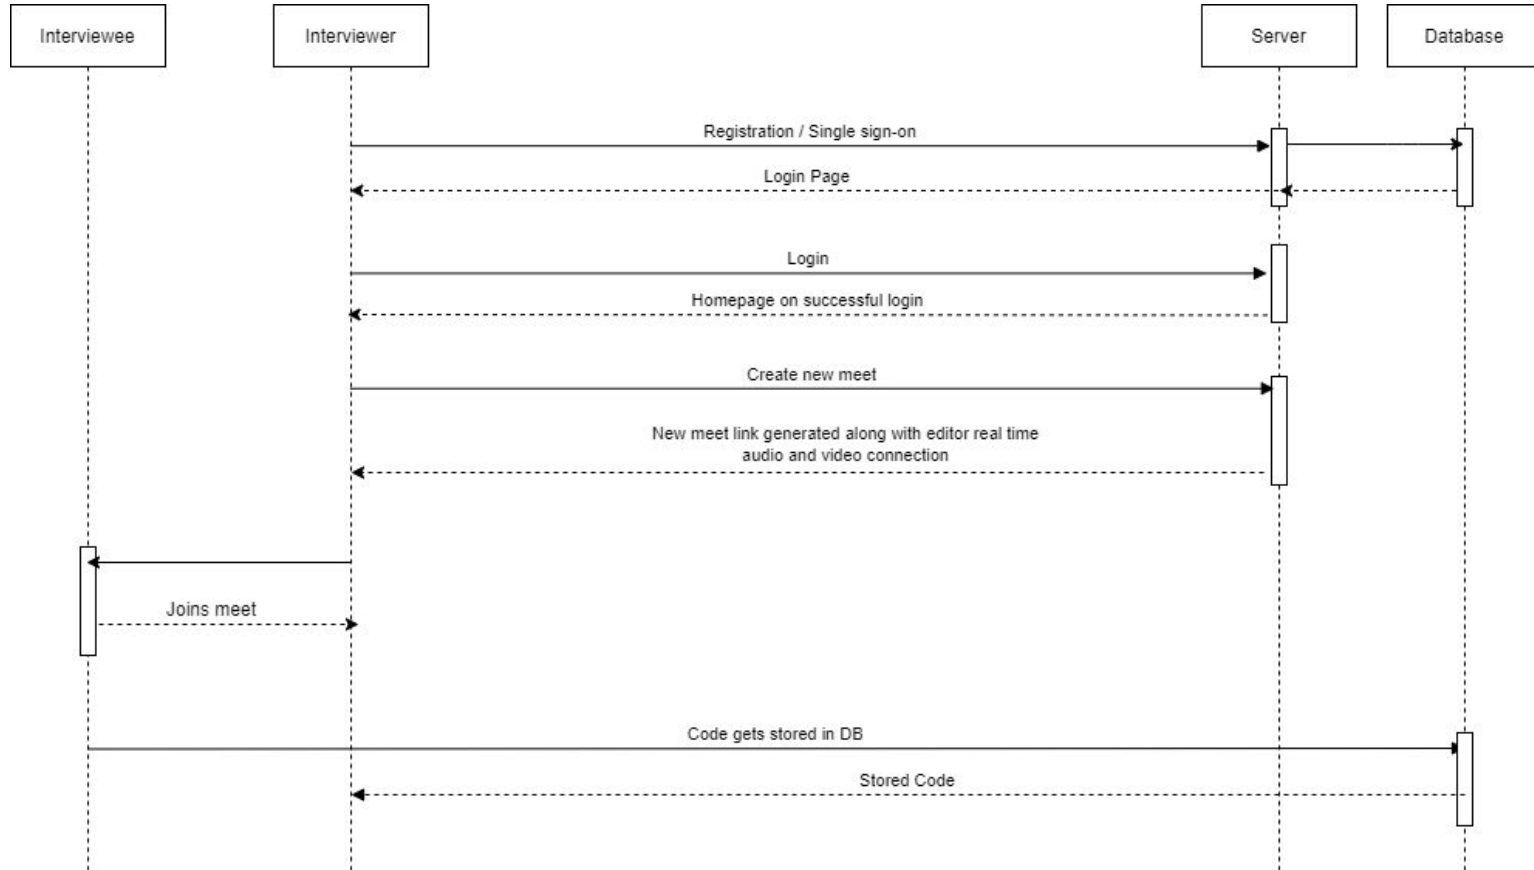 Interviewee
Interviewer
Server
Database
Registration / Single sign-on
Login Page
Login
Homepage on successful login
Create new meet
New meet link generated along with editor real time
audio and video connection
Joins meet
Code gets stored in DB
Stored Code